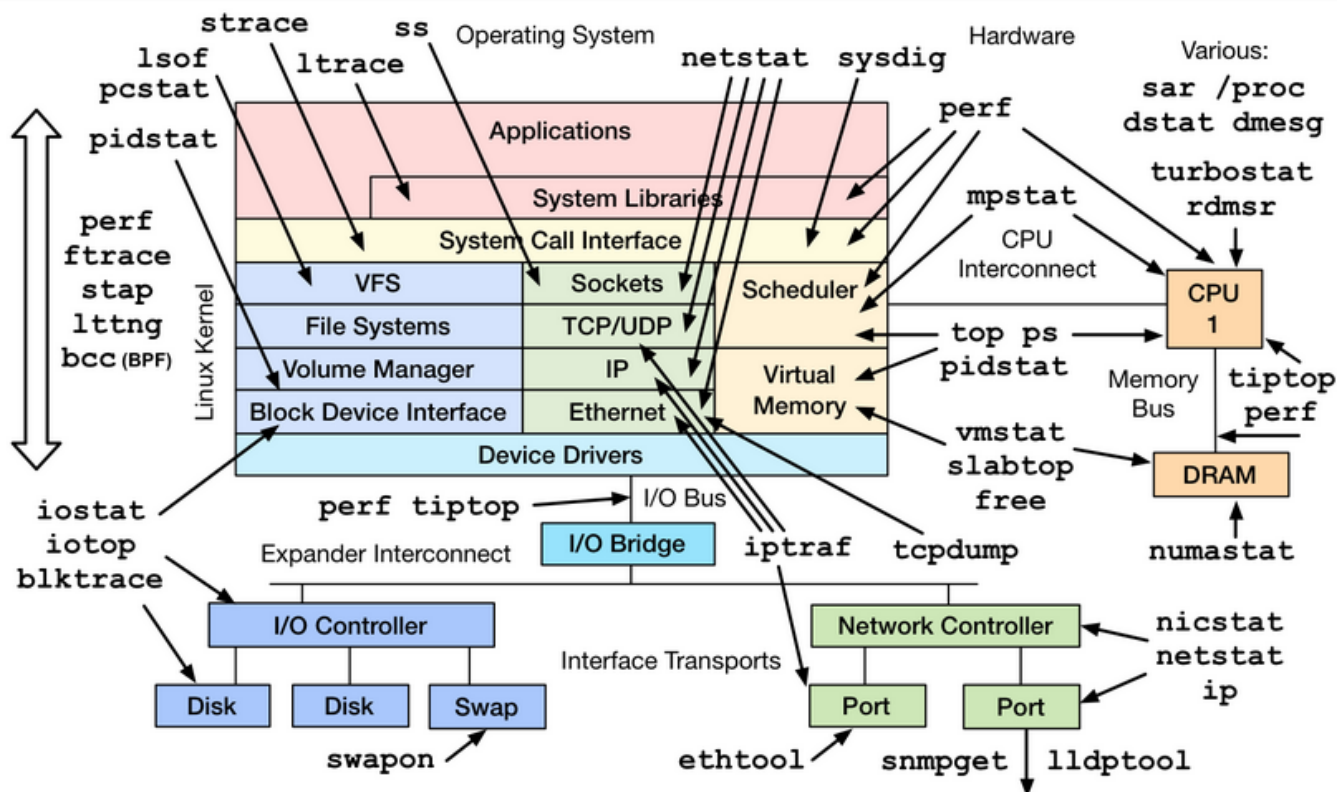 strace
ss
Operating System
Hardware
Various:
lsof
pcstat
ltrace
netstat
sysdig
sar /proc
dstat dmesg
perf
pidstat
Applications
turbostat
rdmsr
System Libraries
mpstat
perf
ftrace
stap
lttng
bcc (BPF)
Linux Kernel
System Call Interface
CPU
Interconnect
VFS
Sockets
Scheduler
CPU
1
File Systems
TCP/UDP
top ps
pidstat
Volume Manager
IP
Virtual
Memory
Memory
Bus
tiptop
perf
Block Device Interface
Ethernet
vmstat
slabtop
free
Device Drivers
DRAM
perf tiptop
I/O Bus
iostat
iotop
blktrace
Expander Interconnect
I/O Bridge
iptraf
tcpdump
numastat
I/O Controller
Network Controller
nicstat
netstat
ip
Interface Transports
Disk
Disk
Swap
Port
Port
swapon
ethtool
snmpget
lldptool